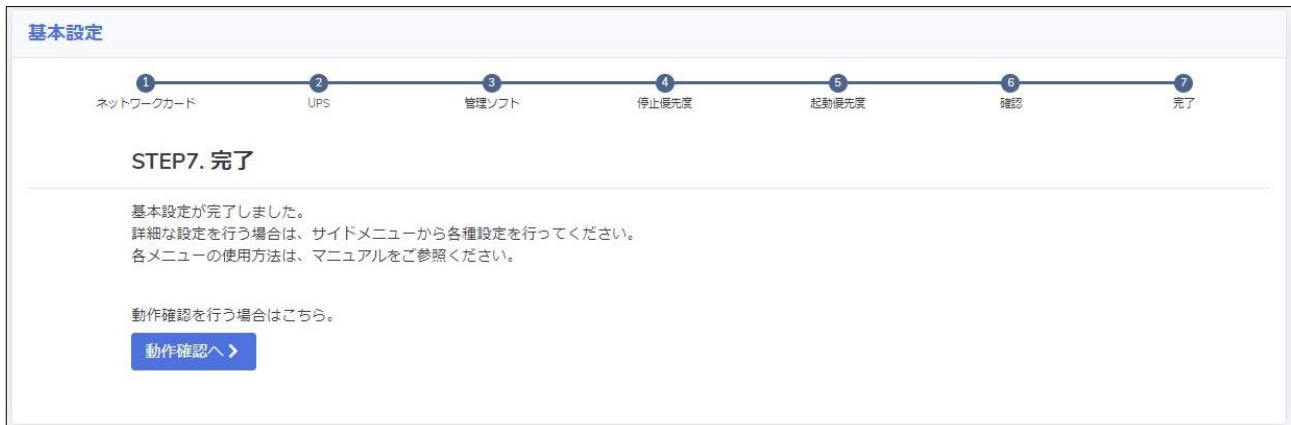 基本設定
1 2 3 4 5 6 7
ネットワークカード UPS 管理ソフト 停止優先度 起動優先度 確認 完了
STEP7. 完了
基本設定が完了しました。
詳細な設定を行う場合は、サイドメニューから各種設定を行ってください。
各メニューの使用方法は、マニュアルをご参照ください。
動作確認を行う場合はこちら。
動作確認へ